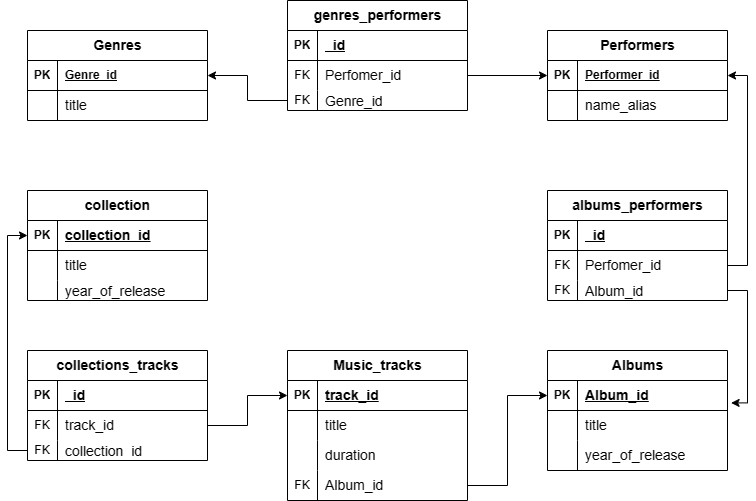 genres_performers
PK _id
FK Perfomer_id
FK Genre_id
Genres
PK Genre_id
title
Performers
PK Performer_id
name_alias
collection
PK collection_id
title
year_of_release
albums_performers
PK _id
FK Perfomer_id
FK Album_id
collections_tracks
PK _id
FK track_id
FK collection_id
Music_tracks
PK track_id
title
duration
FK Album_id
Albums
PK Album_id
title
year_of_release